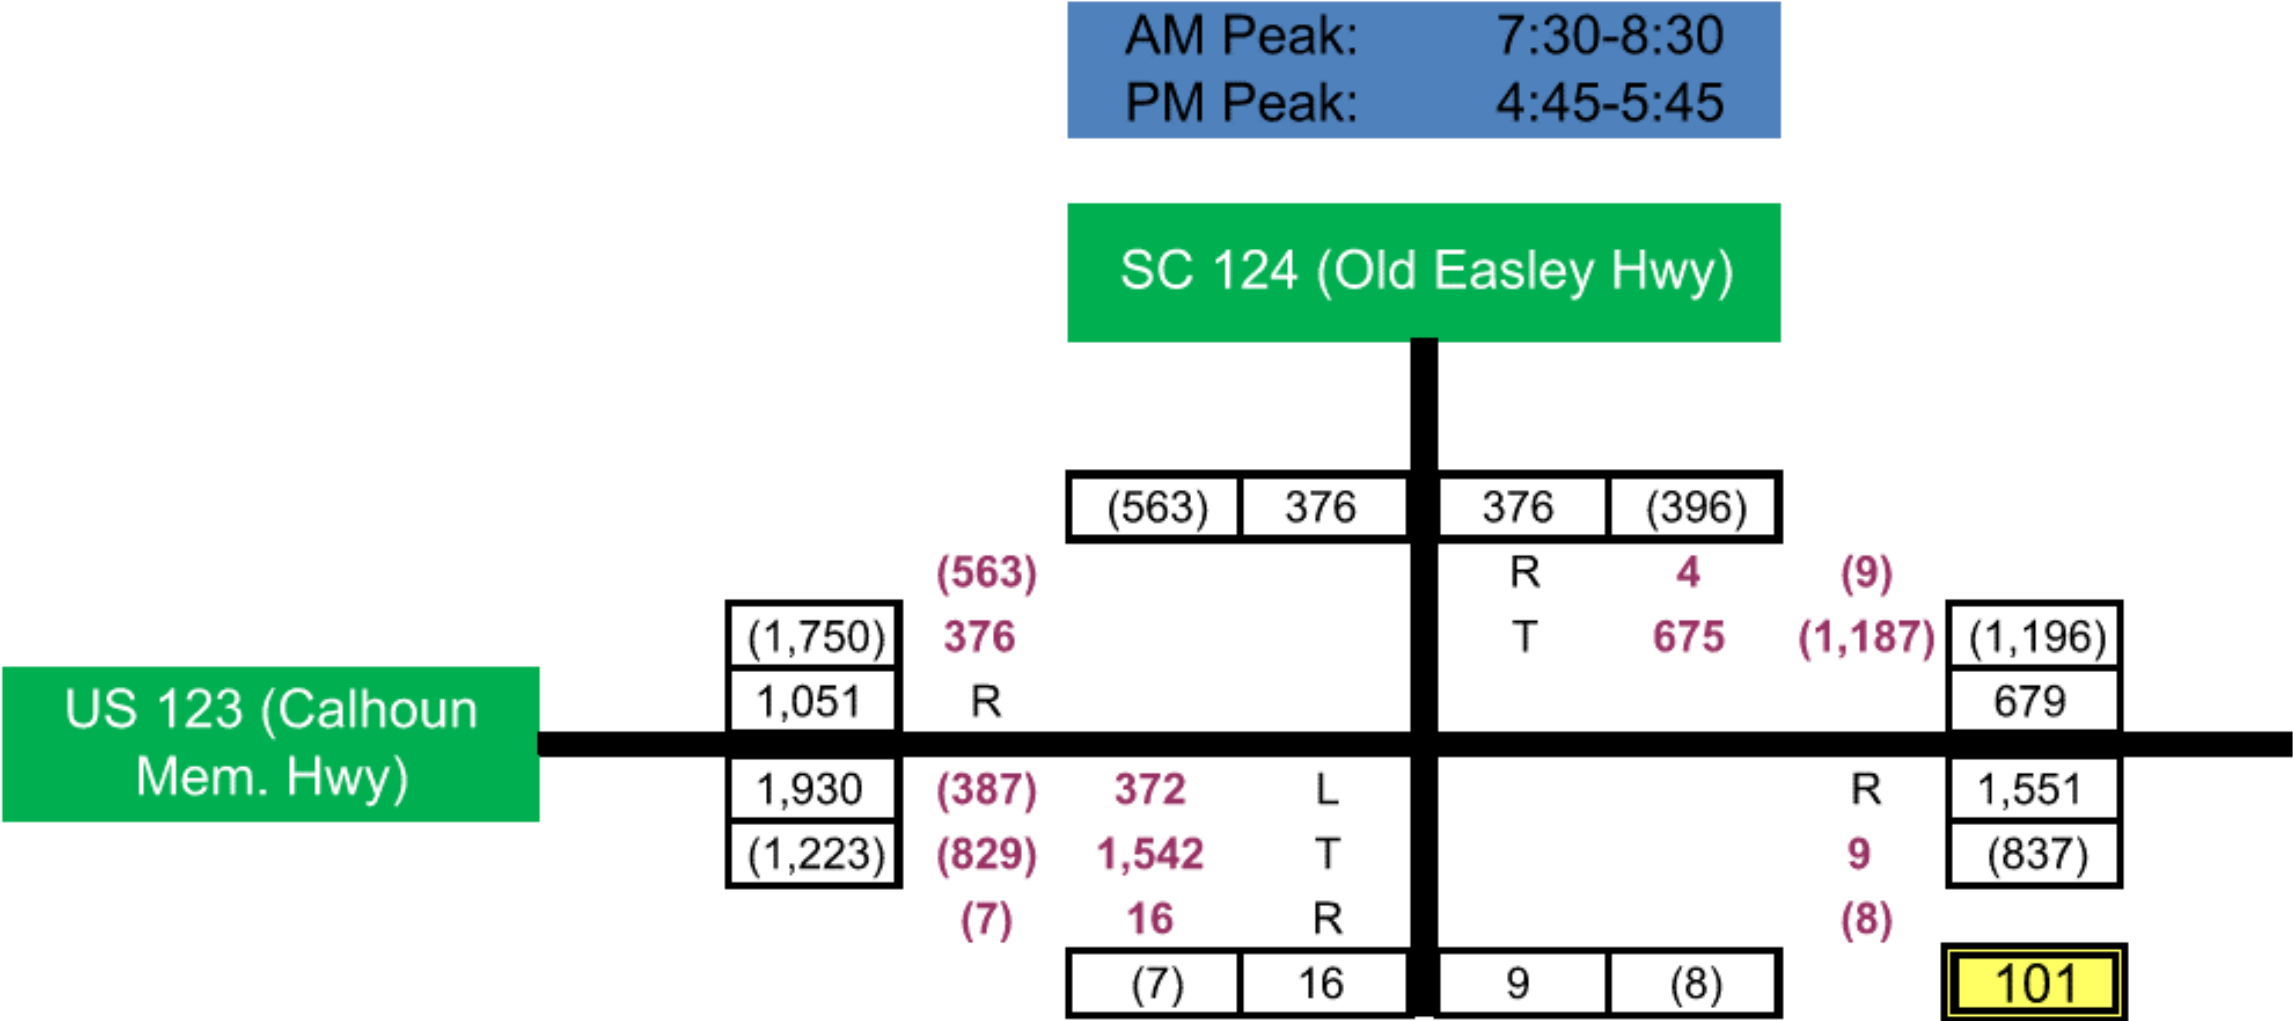 AM Peak: 7:30-8:30
PM Peak: 4:45-5:45
SC 124 (Old Easley Hwy)
(563) 376 376 (396)
(563) R 4 (9)
(1,750) 376 T 675 (1,187) (1,196)
1,051 R 679
US 123 (Calhoun
Mem. Hwy)
1,930 (387) 372 L R 1,551
(1,223) (829) 1,542 T 9 (837)
(7) 16 R (8)
(7) 16 9 (8) 101